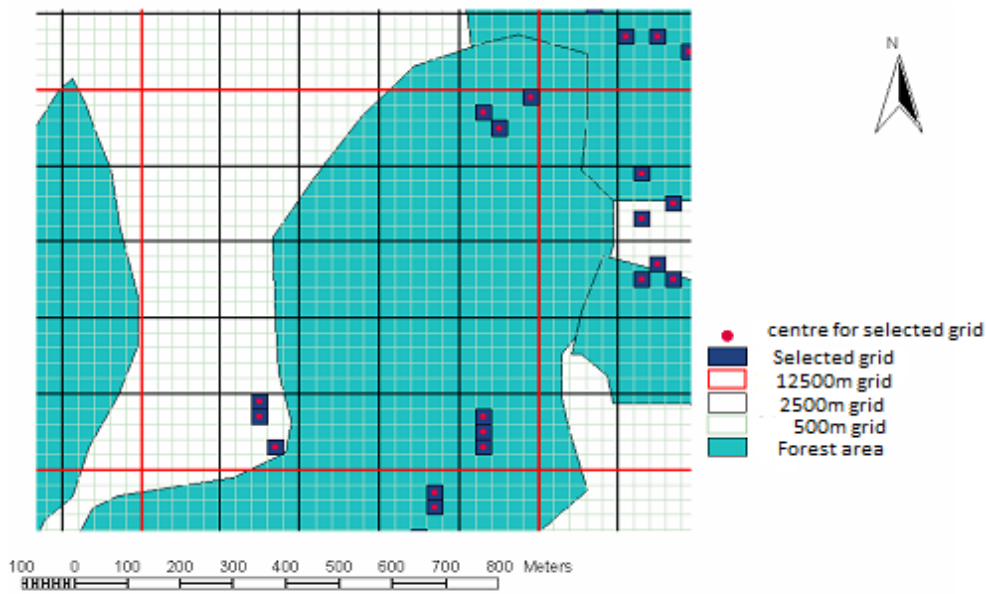 N
centre for selected grid
Selected grid
12500m grid
2500m grid
500m grid
Forest area
100 0 100 200 300 400 500 600 700 800 Meters